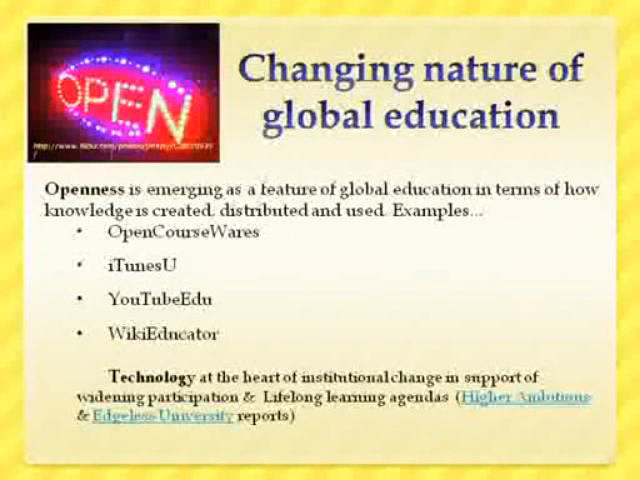 OPEN
Changing nature of
global education
Openness is emerging as a feature of global education in terms of how
knowledge is created, distributed and used. Examples...
• OpenCourseWares
• iTunesU
• YouTubeEdu
• WikiEducator
Technology at the heart of institutional change in support of
widening participation & Lifelong learning agendas (Higher Ambitions
& Edgeless University reports)